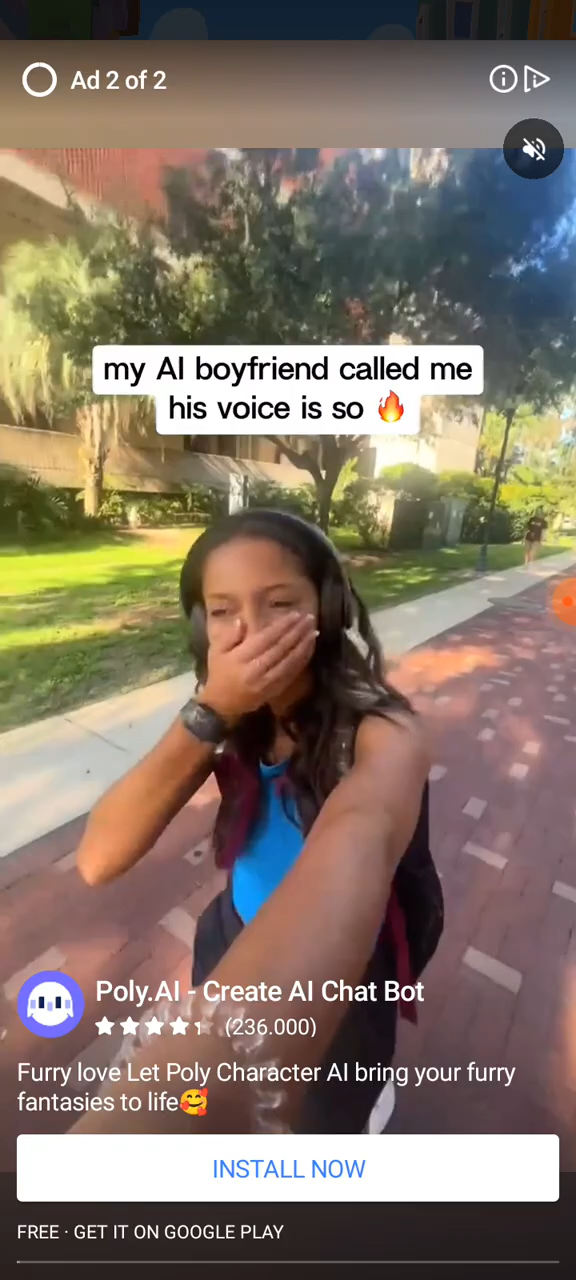 Ad 2 of 2
my AI boyfriend called me
his voice is so 🔥
Poly.AI - Create AI Chat Bot
(236.000)
Furry love Let Poly Character AI bring your furry
fantasies to life🥰
INSTALL NOW
FREE · GET IT ON GOOGLE PLAY